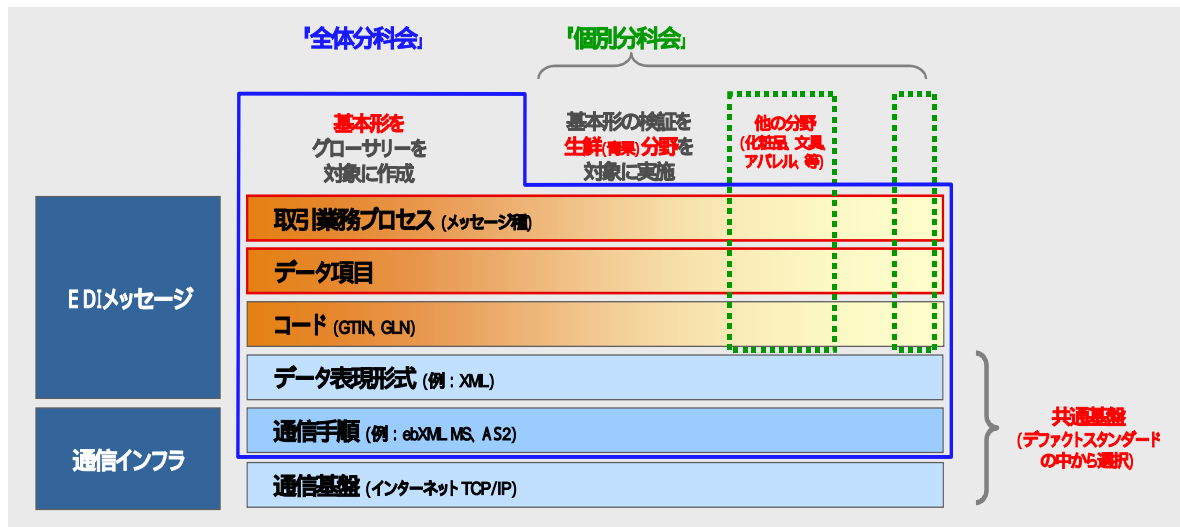 「全体分科会」
「個別分科会」
基本形を
グローサリーを
対象に作成
基本形の検証を
生鮮(青果)分野を
対象に実施
他の分野
(化粧品、文具、
アパレル、等)
EDIメッセージ
取引業務プロセス (メッセージ種)
データ項目
コード (GTIN、GLN)
データ表現形式 (例：XML)
通信インフラ
通信手順 (例：ebXML MS、AS2)
通信基盤 (インターネット TCP/IP)
共通基盤
(デファクトスタンダード
の中から選択)